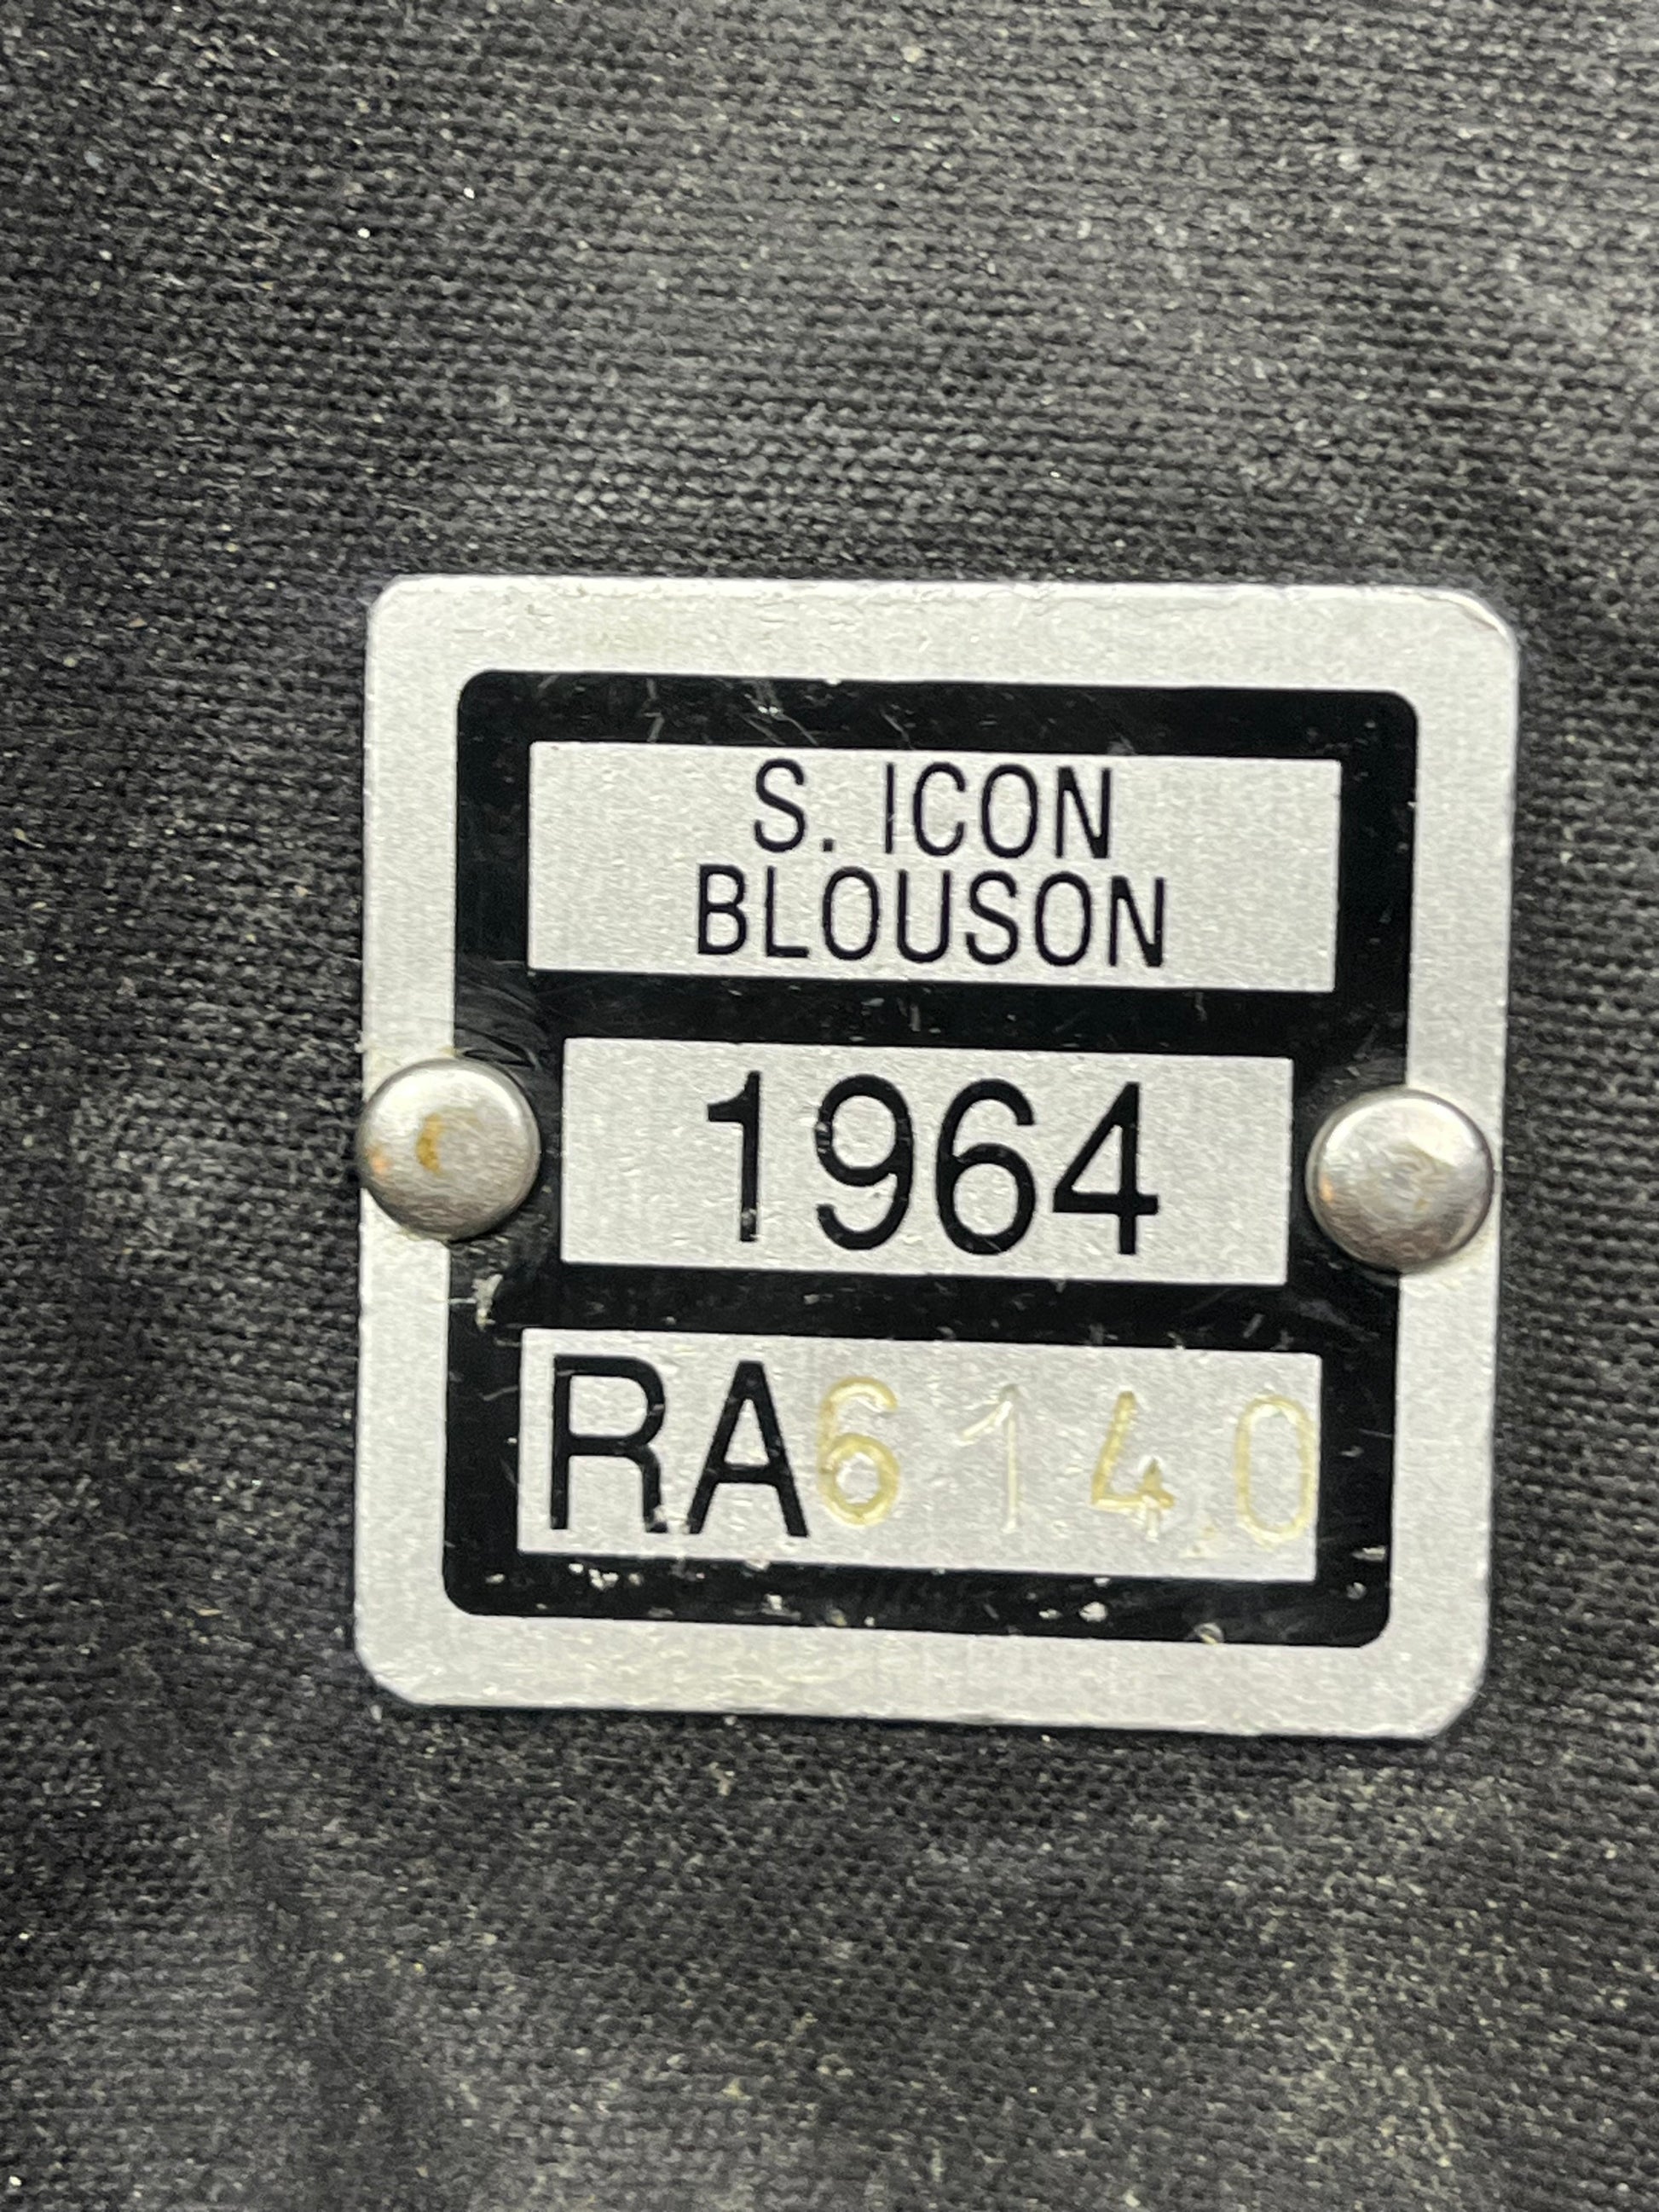 S. ICON
BLOUSON
1964
RA6140